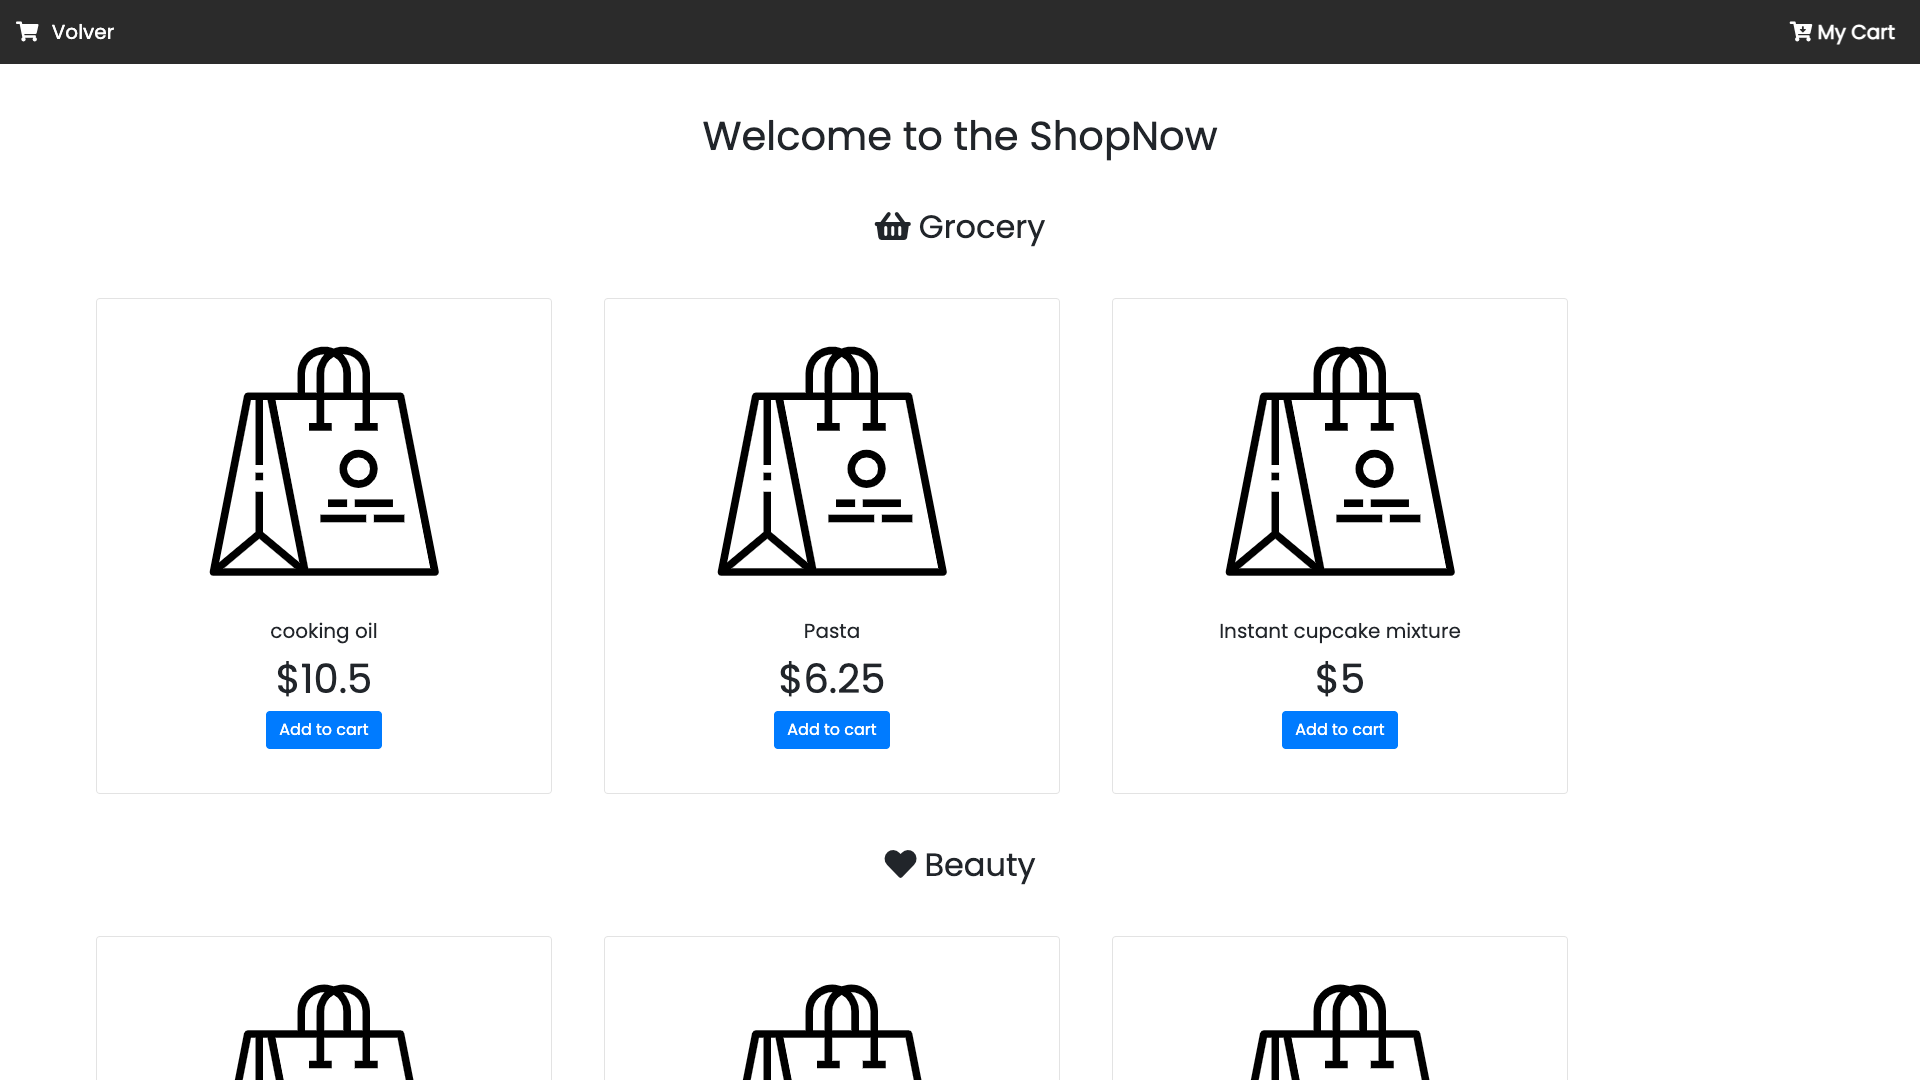 Volver
My Cart
Welcome to the ShopNow
Grocery
cooking oil
$10.5
Add to cart
Pasta
$6.25
Add to cart
Instant cupcake mixture
$5
Add to cart
Beauty